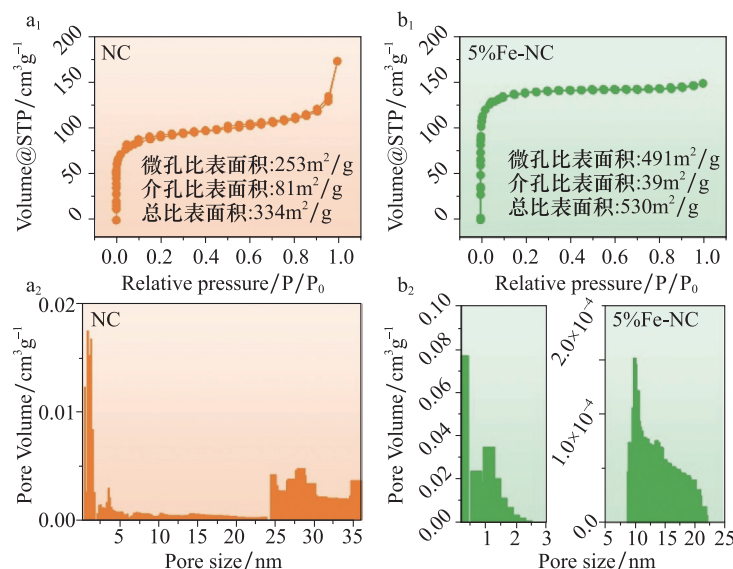 a₁
NC
Volume@STP/cm³g⁻¹
200
150
100
50
0
微孔比表面积:253m²/g
介孔比表面积:81m²/g
总比表面积:334m²/g
0.0 0.2 0.4 0.6 0.8 1.0
Relative pressure/P/P₀
b₁
5%Fe-NC
Volume@STP/cm³g⁻¹
200
150
100
50
0
微孔比表面积:491m²/g
介孔比表面积:39m²/g
总比表面积:530m²/g
0.0 0.2 0.4 0.6 0.8 1.0
Relative pressure/P/P₀
a₂
NC
Pore Volume/cm³g⁻¹
0.02
0.01
0.00
5 10 15 20 25 30 35
Pore size/nm
b₂
Pore Volume/cm³g⁻¹
0.10
0.08
0.06
0.04
0.02
0.00
1 2 3
5%Fe-NC
2.0×10⁻⁴
1.0×10⁻⁴
0.0
5 10 15 20 25
Pore size/nm